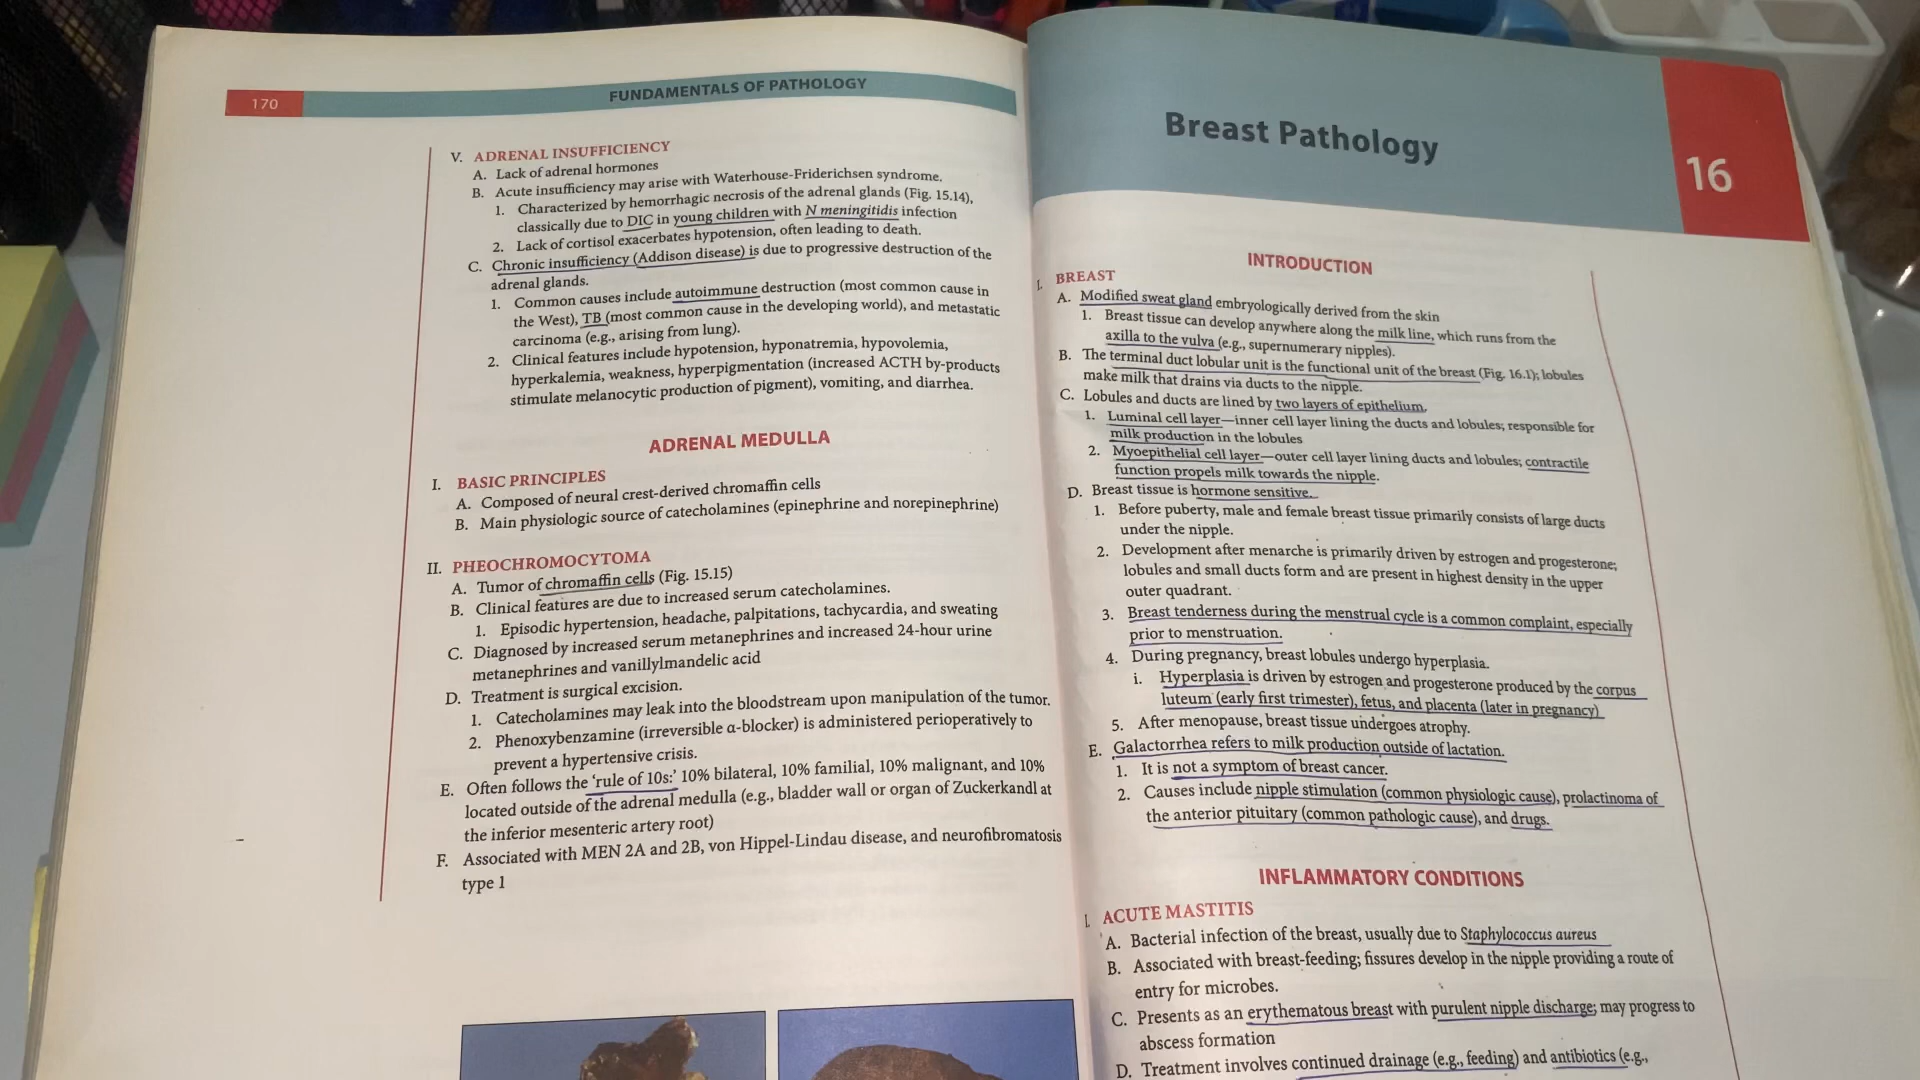 170
FUNDAMENTALS OF PATHOLOGY
V. ADRENAL INSUFFICIENCY
A. Lack of adrenal hormones
B. Acute insufficiency may arise with Waterhouse-Friderichsen syndrome.
1. Characterized by hemorrhagic necrosis of the adrenal glands (Fig. 15.14),
classically due to DIC in young children with N meningitidis infection
2. Lack of cortisol exacerbates hypotension, often leading to death.
C. Chronic insufficiency (Addison disease) is due to progressive destruction of the
adrenal glands.
1. Common causes include autoimmune destruction (most common cause in
the West), TB (most common cause in the developing world), and metastatic
carcinoma (e.g., arising from lung).
2. Clinical features include hypotension, hyponatremia, hypovolemia,
hyperkalemia, weakness, hyperpigmentation (increased ACTH by-products
stimulate melanocytic production of pigment), vomiting, and diarrhea.
ADRENAL MEDULLA
I. BASIC PRINCIPLES
A. Composed of neural crest-derived chromaffin cells
B. Main physiologic source of catecholamines (epinephrine and norepinephrine)
II. PHEOCHROMOCYTOMA
A. Tumor of chromaffin cells (Fig. 15.15)
B. Clinical features are due to increased serum catecholamines.
1. Episodic hypertension, headache, palpitations, tachycardia, and sweating
C. Diagnosed by increased serum metanephrines and increased 24-hour urine
metanephrines and vanillylmandelic acid
D. Treatment is surgical excision.
1. Catecholamines may leak into the bloodstream upon manipulation of the tumor.
2. Phenoxybenzamine (irreversible α-blocker) is administered perioperatively to
prevent a hypertensive crisis.
E. Often follows the 'rule of 10s:' 10% bilateral, 10% familial, 10% malignant, and 10%
located outside of the adrenal medulla (e.g., bladder wall or organ of Zuckerkandl at
the inferior mesenteric artery root)
F. Associated with MEN 2A and 2B, von Hippel-Lindau disease, and neurofibromatosis
type 1
Breast Pathology
16
INTRODUCTION
I. BREAST
A. Modified sweat gland embryologically derived from the skin
1. Breast tissue can develop anywhere along the milk line, which runs from the
axilla to the vulva (e.g., supernumerary nipples).
B. The terminal duct lobular unit is the functional unit of the breast (Fig. 16.1); lobules
make milk that drains via ducts to the nipple.
C. Lobules and ducts are lined by two layers of epithelium.
1. Luminal cell layer—inner cell layer lining the ducts and lobules; responsible for
milk production in the lobules
2. Myoepithelial cell layer—outer cell layer lining ducts and lobules; contractile
function propels milk towards the nipple.
D. Breast tissue is hormone sensitive.
1. Before puberty, male and female breast tissue primarily consists of large ducts
under the nipple.
2. Development after menarche is primarily driven by estrogen and progesterone;
lobules and small ducts form and are present in highest density in the upper
outer quadrant.
3. Breast tenderness during the menstrual cycle is a common complaint, especially
prior to menstruation.
4. During pregnancy, breast lobules undergo hyperplasia.
i. Hyperplasia is driven by estrogen and progesterone produced by the corpus
luteum (early first trimester), fetus, and placenta (later in pregnancy)
5. After menopause, breast tissue undergoes atrophy.
E. Galactorrhea refers to milk production outside of lactation.
1. It is not a symptom of breast cancer.
2. Causes include nipple stimulation (common physiologic cause), prolactinoma of
the anterior pituitary (common pathologic cause), and drugs.
INFLAMMATORY CONDITIONS
I. ACUTE MASTITIS
A. Bacterial infection of the breast, usually due to Staphylococcus aureus
B. Associated with breast-feeding; fissures develop in the nipple providing a route of
entry for microbes.
C. Presents as an erythematous breast with purulent nipple discharge; may progress to
abscess formation
D. Treatment involves continued drainage (e.g., feeding) and antibiotics (e.g.,